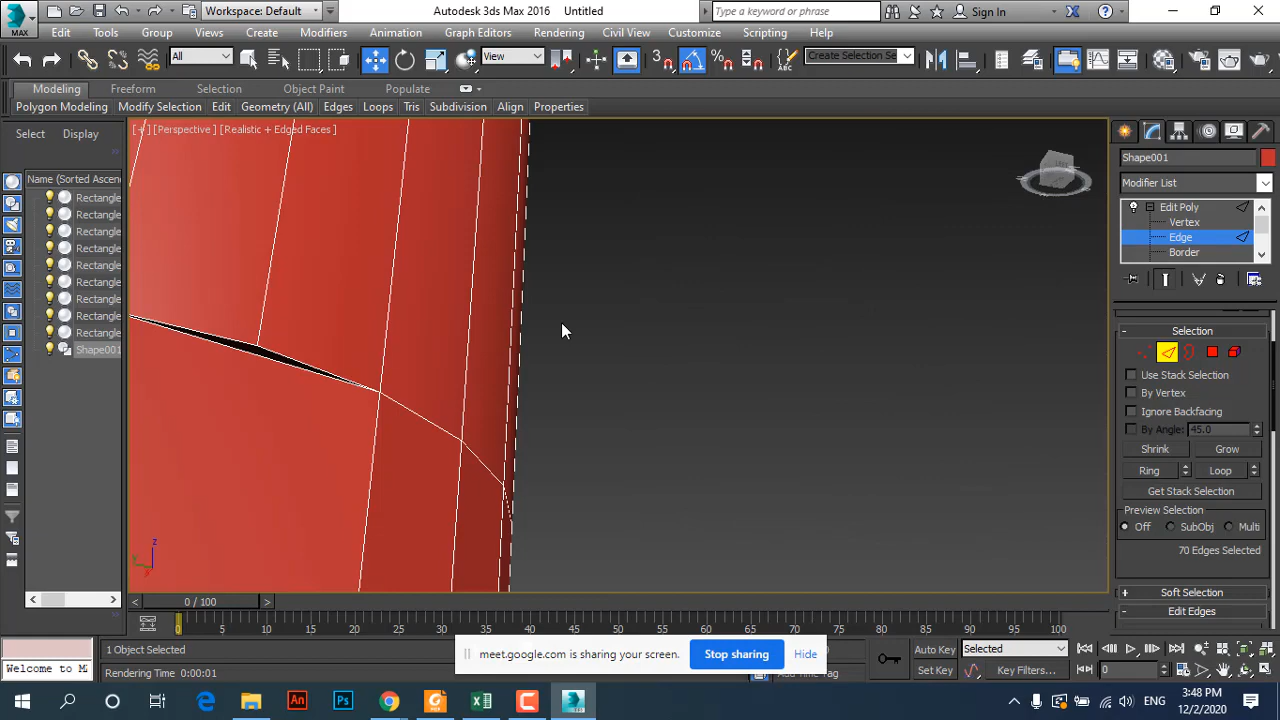 MAX Workspace: Default Autodesk 3ds Max 2016 Untitled Type a keyword or phrase Sign In
Edit Tools Group Views Create Modifiers Animation Graph Editors Rendering Civil View Customize Scripting Help
All View 3 % Create Selection Se
Modeling Freeform Selection Object Paint Populate
Polygon Modeling Modify Selection Edit Geometry (All) Edges Loops Tris Subdivision Align Properties
Select Display
[+] [Perspective] [Realistic + Edged Faces]
Name (Sorted Ascen
Rectangle
Rectangle
Rectangle
Rectangle
Rectangle
Rectangle
Rectangle
Rectangle
Rectangle
Shape001
Shape001
Modifier List
Edit Poly
Vertex
Edge
Border
- Selection
Use Stack Selection
By Vertex
Ignore Backfacing
By Angle: 45.0
Shrink Grow
Ring Loop
Get Stack Selection
Preview Selection
Off SubObj Multi
70 Edges Selected
+ Soft Selection
- Edit Edges
z
y
x
< 0 / 100 >
0 5 10 15 20 25 30 35 40 45 50 55 60 65 70 75 80 85 90 95 100
1 Object Selected
Auto Key Selected
Welcome to M
Rendering Time: 0:00:01
Add Time Tag
Set Key Key Filters... 0
meet.google.com is sharing your screen. Stop sharing Hide
An Ps
ENG
3:48 PM
12/2/2020